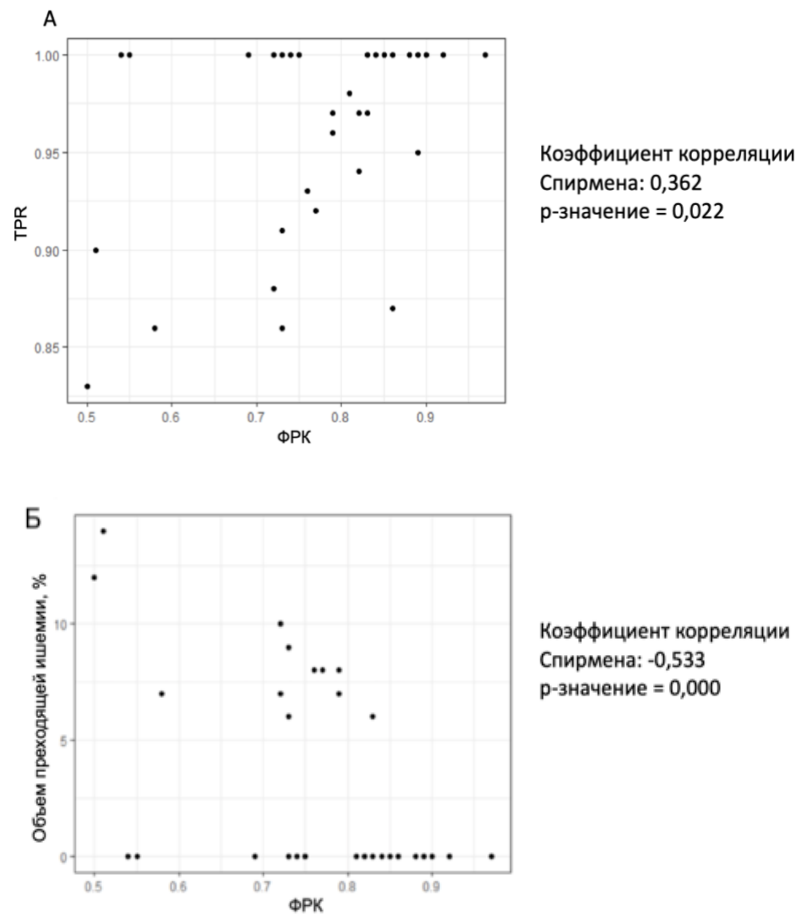 А
1.00
0.95
0.90
0.85
TPR
0.5 0.6 0.7 0.8 0.9
ФРК
Коэффициент корреляции
Спирмена: 0,362
р-значение = 0,022
Б
10
5
0
Объем преходящей ишемии, %
0.5 0.6 0.7 0.8 0.9
ФРК
Коэффициент корреляции
Спирмена: -0,533
р-значение = 0,000